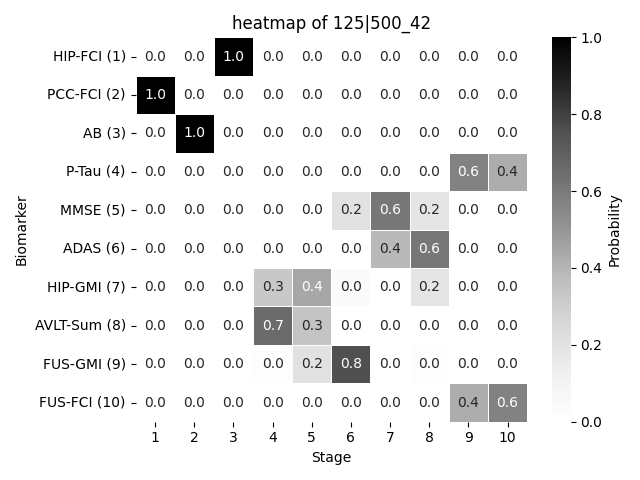 heatmap of 125|500_42
HIP-FCI (1) 0.0 0.0 1.0 0.0 0.0 0.0 0.0 0.0 0.0 0.0
PCC-FCI (2) 1.0 0.0 0.0 0.0 0.0 0.0 0.0 0.0 0.0 0.0
AB (3) 0.0 1.0 0.0 0.0 0.0 0.0 0.0 0.0 0.0 0.0
P-Tau (4) 0.0 0.0 0.0 0.0 0.0 0.0 0.0 0.0 0.6 0.4
MMSE (5) 0.0 0.0 0.0 0.0 0.0 0.2 0.6 0.2 0.0 0.0
ADAS (6) 0.0 0.0 0.0 0.0 0.0 0.0 0.4 0.6 0.0 0.0
HIP-GMI (7) 0.0 0.0 0.0 0.3 0.4 0.0 0.0 0.2 0.0 0.0
AVLT-Sum (8) 0.0 0.0 0.0 0.7 0.3 0.0 0.0 0.0 0.0 0.0
FUS-GMI (9) 0.0 0.0 0.0 0.0 0.2 0.8 0.0 0.0 0.0 0.0
FUS-FCI (10) 0.0 0.0 0.0 0.0 0.0 0.0 0.0 0.0 0.4 0.6
1 2 3 4 5 6 7 8 9 10
Stage
Biomarker
1.0
0.8
0.6
0.4
0.2
0.0
Probability